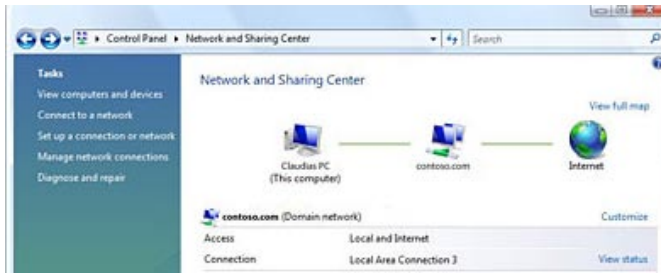 Control Panel ▸ Network and Sharing Center
Search
Tasks
View computers and devices
Connect to a network
Set up a connection or network
Manage network connections
Diagnose and repair
Network and Sharing Center
View full map
Claudias PC
(This computer)
contoso.com
Internet
contoso.com (Domain network)
Customize
Access Local and Internet
Connection Local Area Connection 3 View status